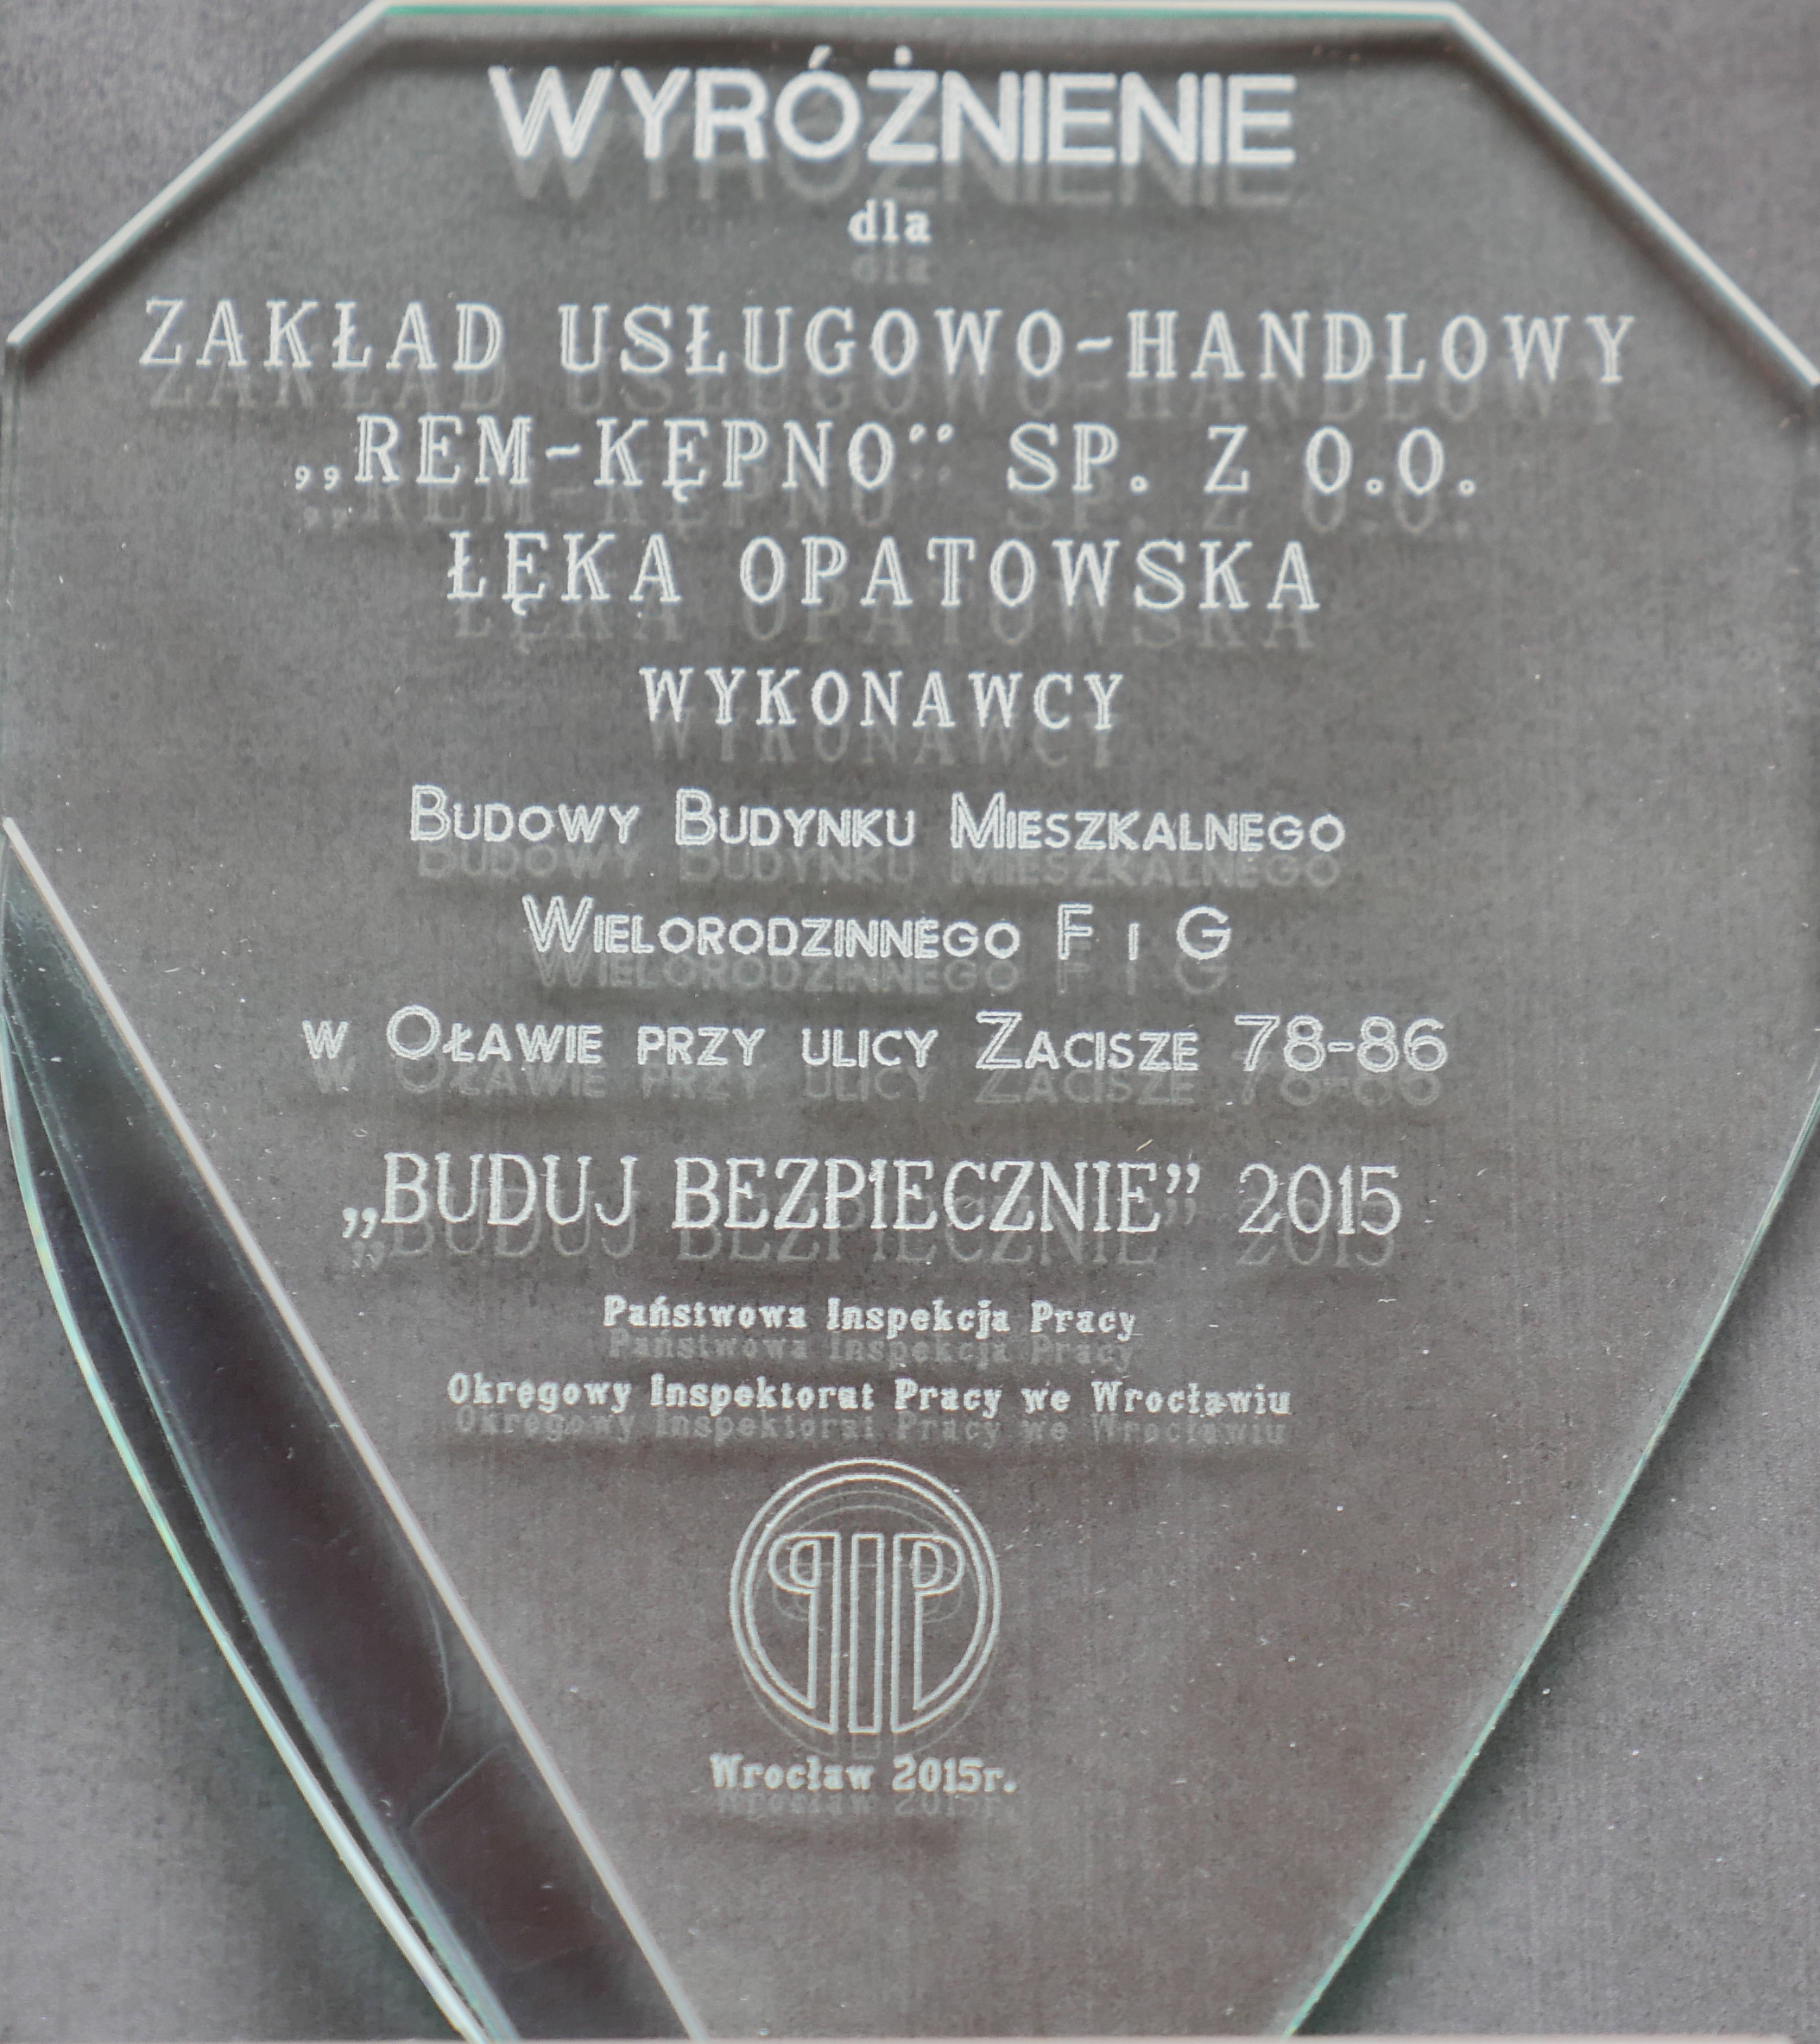 WYRÓŻNIENIE
dla
ZAKŁAD USŁUGOWO-HANDLOWY
„REM-KĘPNO” SP. Z O.O.
ŁĘKA OPATOWSKA
WYKONAWCY
BUDOWY BUDYNKU MIESZKALNEGO
WIELORODZINNEGO F I G
W OŁAWIE PRZY ULICY ZACISZE 78-86
„BUDUJ BEZPIECZNIE” 2015
Państwowa Inspekcja Pracy
Okręgowy Inspektorat Pracy we Wrocławiu
PIP
Wrocław 2015r.